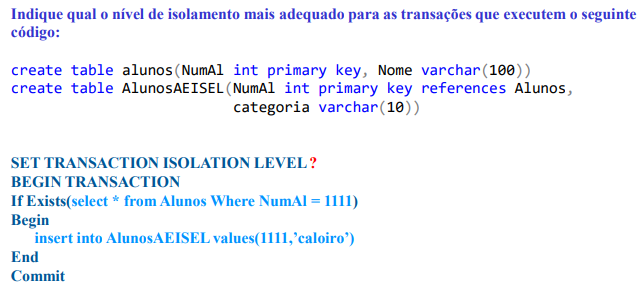 Indique qual o nível de isolamento mais adequado para as transações que executem o seguinte
código:
create table alunos(NumAl int primary key, Nome varchar(100))
create table AlunosAEISEL(NumAl int primary key references Alunos,
categoria varchar(10))
SET TRANSACTION ISOLATION LEVEL ?
BEGIN TRANSACTION
If Exists(select * from Alunos Where NumAl = 1111)
Begin
insert into AlunosAEISEL values(1111,’caloiro’)
End
Commit